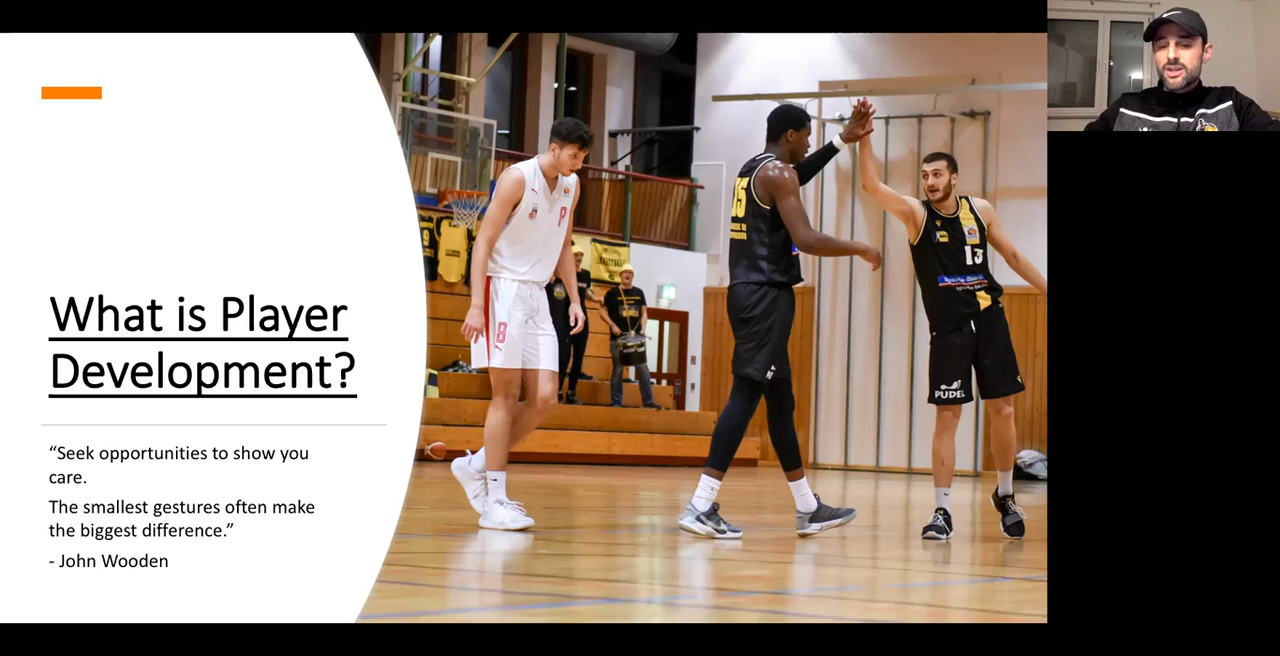 What is Player
Development?
“Seek opportunities to show you
care.
The smallest gestures often make
the biggest difference.”
- John Wooden
15
13
8
PUDEL
9